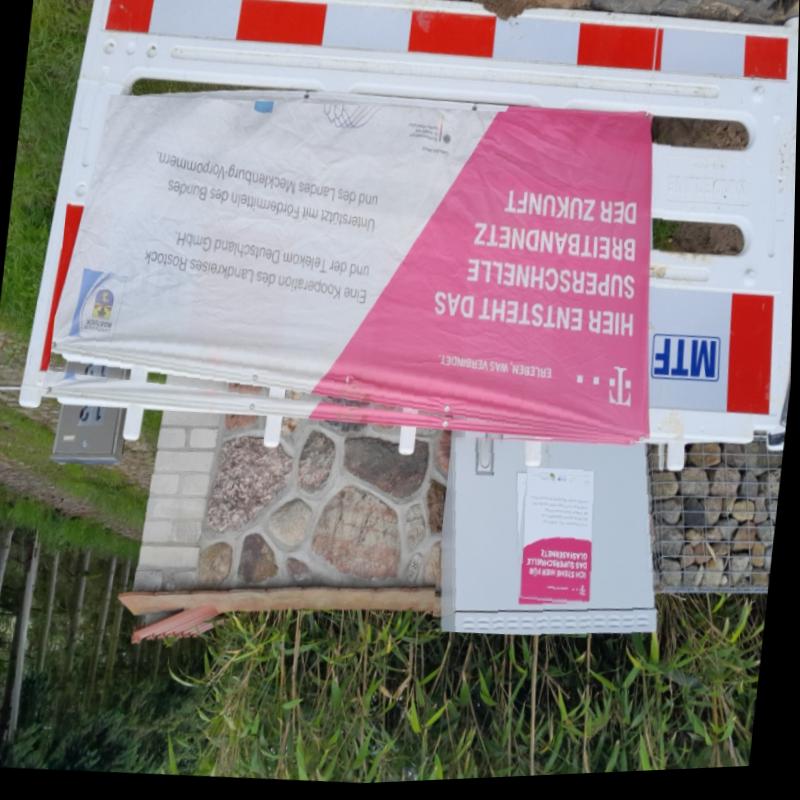 ERLEBEN, WAS VERBINDET.
HIER ENTSTEHT DAS
SUPERSCHNELLE
BREITBANDNETZ
DER ZUKUNFT
Eine Kooperation des Landkreises Rostock
und der Telekom Deutschland GmbH.
Unterstützt mit Fördermitteln des Bundes
und des Landes Mecklenburg-Vorpommern.
MTF
ROSTOCK
12
12
ICH STEHE HIER FÜR
DAS SUPERSCHNELLE
GLASFASERNETZ